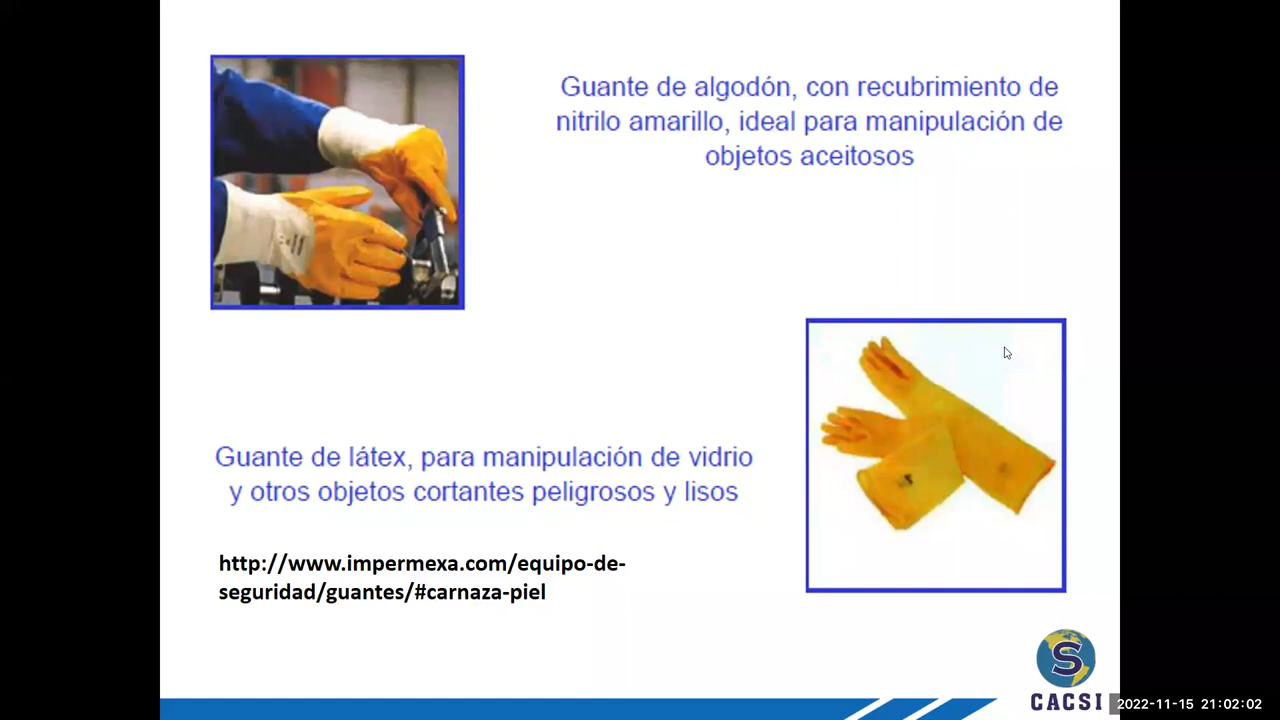 Guante de algodón, con recubrimiento de
nitrilo amarillo, ideal para manipulación de
objetos aceitosos
Guante de látex, para manipulación de vidrio
y otros objetos cortantes peligrosos y lisos
http://www.impermexa.com/equipo-de-
seguridad/guantes/#carnaza-piel
S
CACSI
2022-11-15 21:02:02